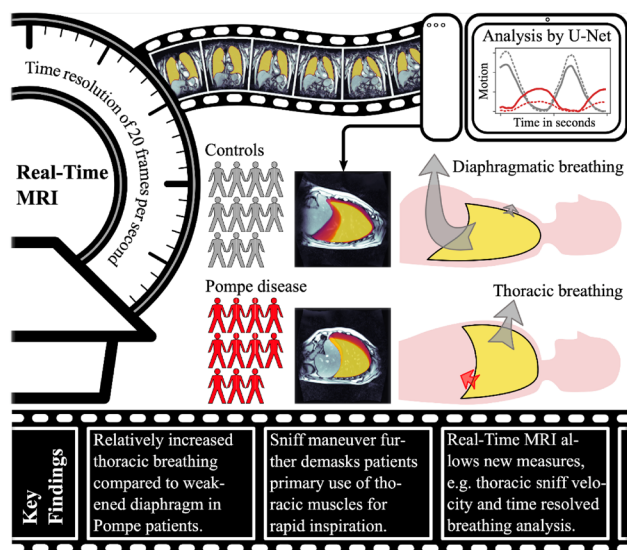 Analysis by U-Net
Motion
Time in seconds
Time resolution of 20 frames per second
Real-Time
MRI
Controls
Diaphragmatic breathing
Pompe disease
Thoracic breathing
Key
Findings
Relatively increased
thoracic breathing
compared to weak-
ened diaphragm in
Pompe patients.
Sniff maneuver fur-
ther demasks patients
primary use of tho-
racic muscles for
rapid inspiration.
Real-Time MRI al-
lows new measures,
e.g. thoracic sniff velo-
city and time resolved
breathing analysis.